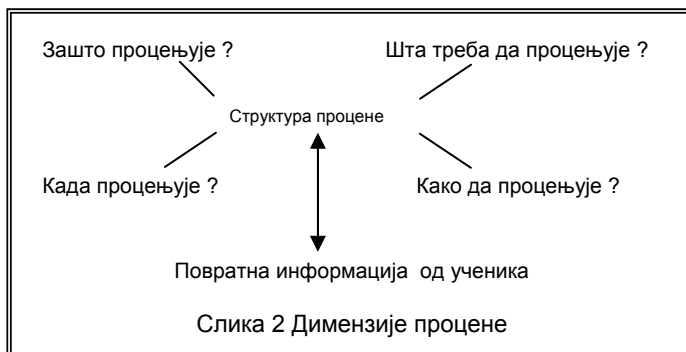 Зашто процењује ?
Шта треба да процењује ?
Структура процене
Када процењује ?
Како да процењује ?
Повратна информација од ученика
Слика 2 Димензије процене